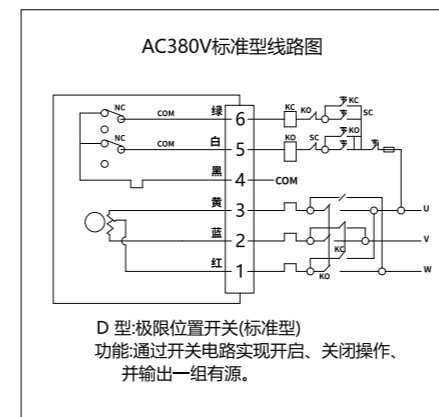 AC380V标准型线路图
NC
COM
绿
6
KC
KO
KC
SC
NC
COM
白
5
KO
SC
KO
黑
4
COM
黄
3
U
蓝
2
KC
V
红
1
KO
W
D 型:极限位置开关(标准型)
功能:通过开关电路实现开启、关闭操作、
并输出一组有源。